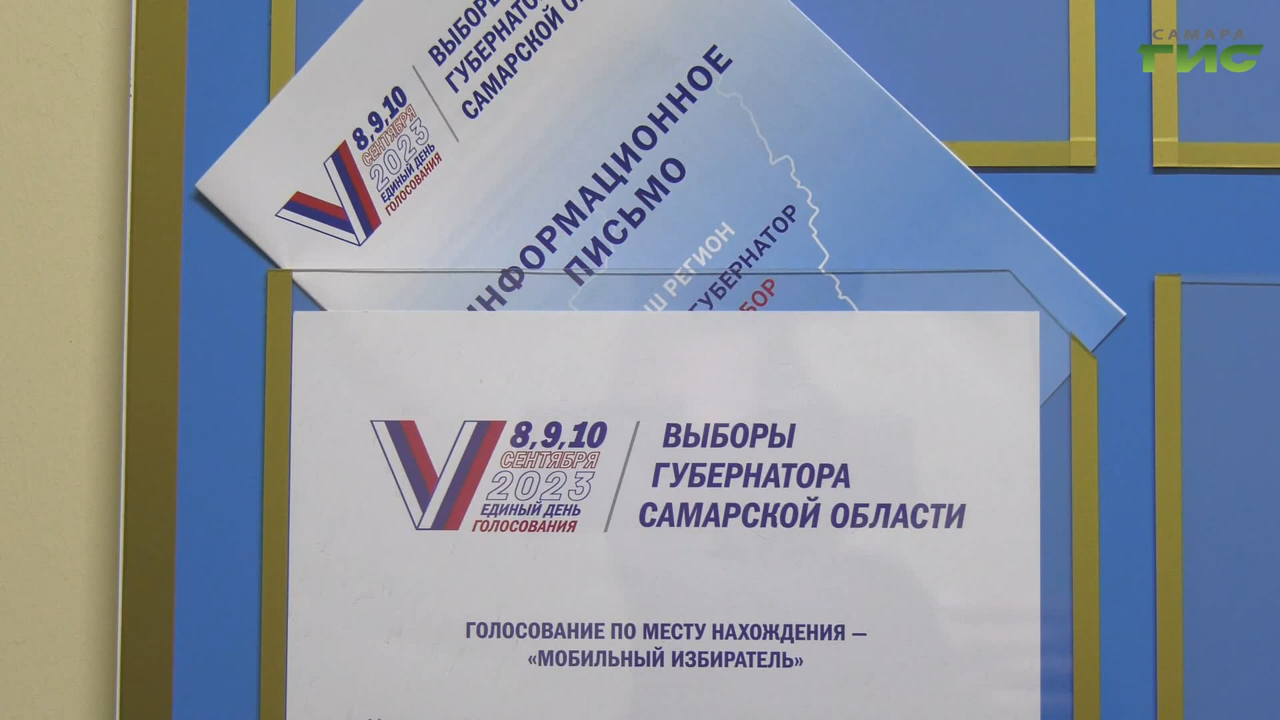 САМАРА
ГИС
ВЫБОРЫ
ГУБЕРНАТОРА
САМАРСКОЙ
8, 9, 10
СЕНТЯБРЯ
2023
ЕДИНЫЙ ДЕНЬ
ГОЛОСОВАНИЯ
ИНФОРМАЦИОННОЕ
ПИСЬМО
РЕГИОН
ГУБЕРНАТОР
8, 9, 10
СЕНТЯБРЯ
2023
ЕДИНЫЙ ДЕНЬ
ГОЛОСОВАНИЯ
ВЫБОРЫ
ГУБЕРНАТОРА
САМАРСКОЙ ОБЛАСТИ
ГОЛОСОВАНИЕ ПО МЕСТУ НАХОЖДЕНИЯ –
«МОБИЛЬНЫЙ ИЗБИРАТЕЛЬ»